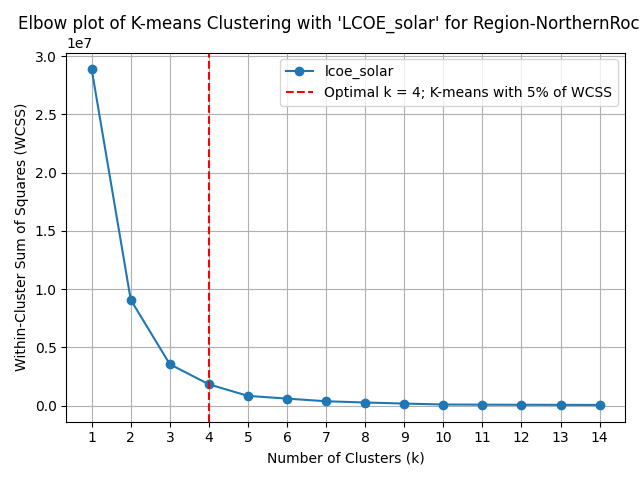 Elbow plot of K-means Clustering with 'LCOE_solar' for Region-NorthernRoc
1e7
3.0
2.5
2.0
1.5
1.0
0.5
0.0
Within-Cluster Sum of Squares (WCSS)
lcoe_solar
Optimal k = 4; K-means with 5% of WCSS
1 2 3 4 5 6 7 8 9 10 11 12 13 14
Number of Clusters (k)